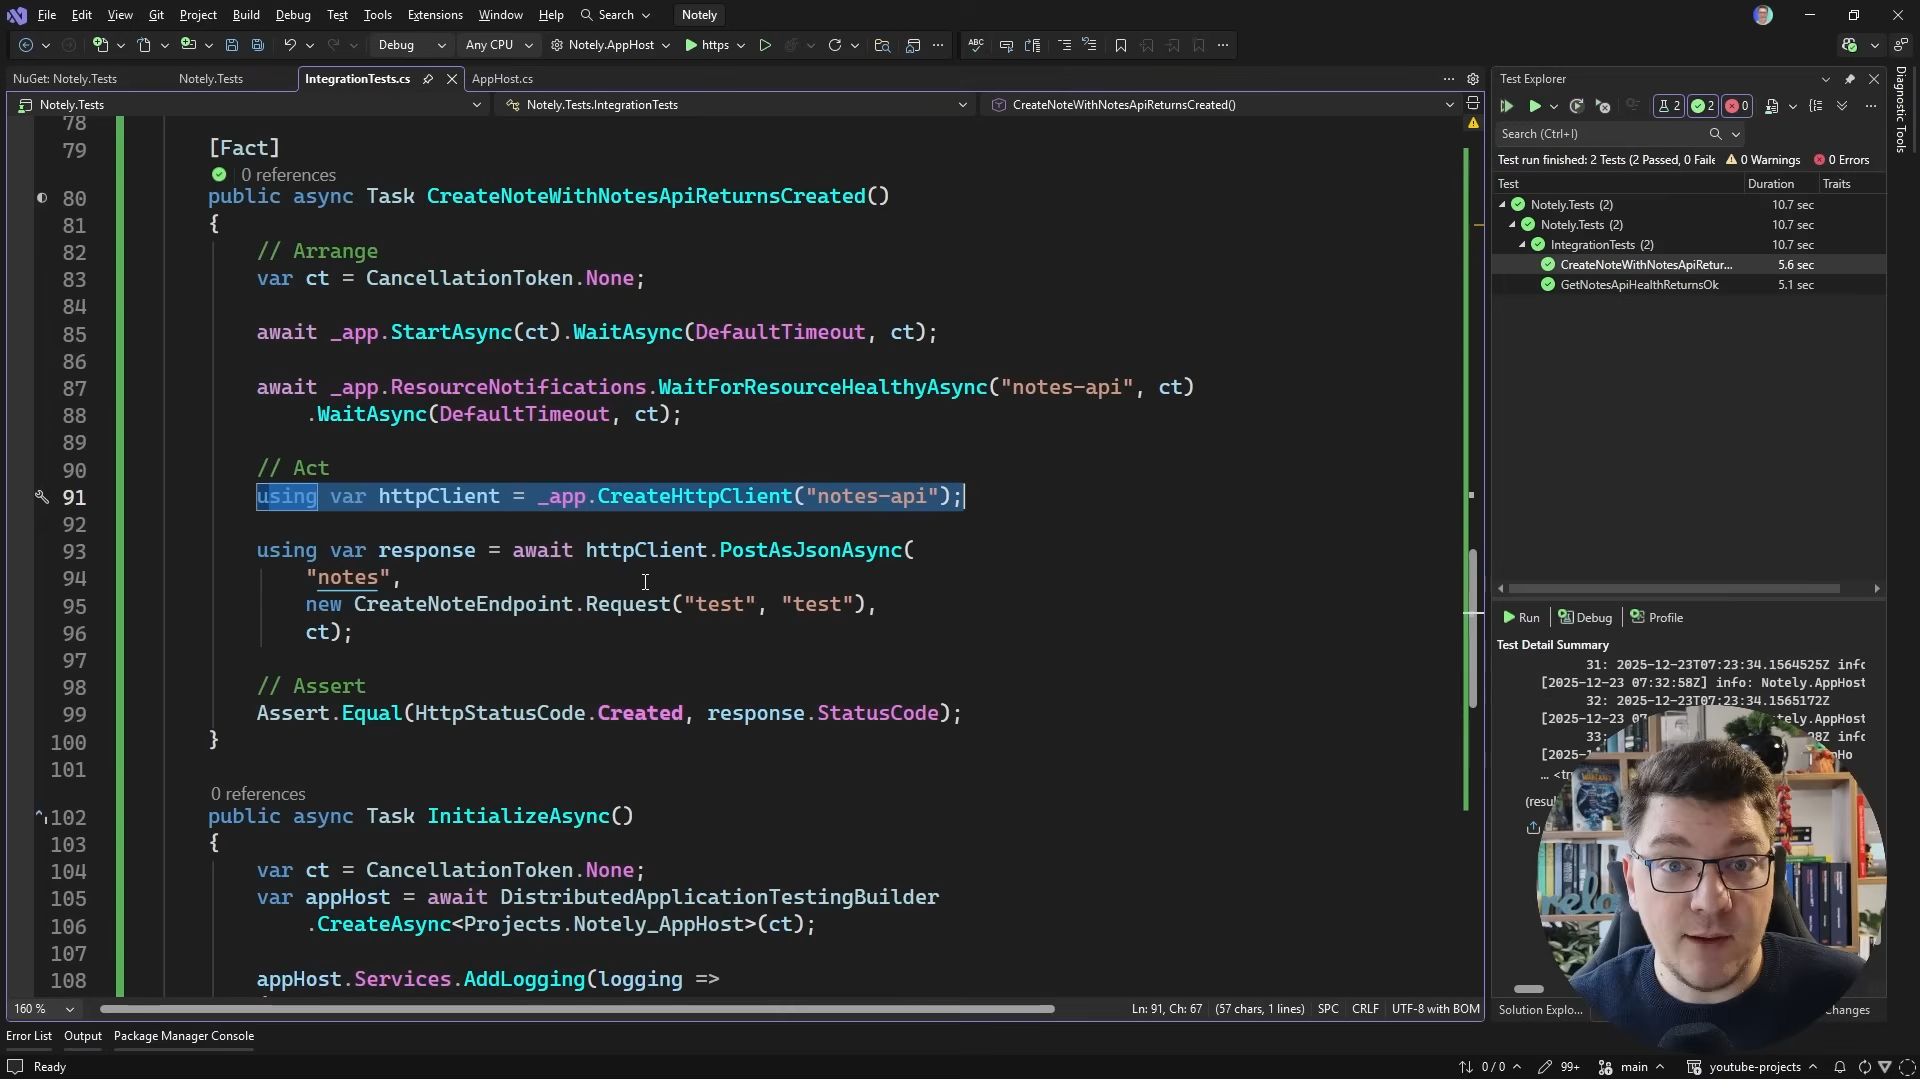 File Edit View Git Project Build Debug Test Tools Extensions Window Help Search Notely
Debug Any CPU Notely.AppHost https
NuGet: Notely.Tests Notely.Tests IntegrationTests.cs AppHost.cs
Notely.Tests Notely.Tests.IntegrationTests CreateNoteWithNotesApiReturnsCreated()
78
79 [Fact]
0 references
80 public async Task CreateNoteWithNotesApiReturnsCreated()
81 {
82 // Arrange
83 var ct = CancellationToken.None;
84
85 await _app.StartAsync(ct).WaitAsync(DefaultTimeout, ct);
86
87 await _app.ResourceNotifications.WaitForResourceHealthyAsync("notes-api", ct)
88 .WaitAsync(DefaultTimeout, ct);
89
90 // Act
91 using var httpClient = _app.CreateHttpClient("notes-api");
92
93 using var response = await httpClient.PostAsJsonAsync(
94 "notes",
95 new CreateNoteEndpoint.Request("test", "test"),
96 ct);
97
98 // Assert
99 Assert.Equal(HttpStatusCode.Created, response.StatusCode);
100 }
101
0 references
102 public async Task InitializeAsync()
103 {
104 var ct = CancellationToken.None;
105 var appHost = await DistributedApplicationTestingBuilder
106 .CreateAsync<Projects.Notely_AppHost>(ct);
107
108 appHost.Services.AddLogging(logging =>
160 % Ln: 91, Ch: 67 (57 chars, 1 lines) SPC CRLF UTF-8 with BOM
Error List Output Package Manager Console
Ready 0 / 0 99+ main youtube-projects
Test Explorer
2 2 0
Search (Ctrl+I)
Test run finished: 2 Tests (2 Passed, 0 Faile 0 Warnings 0 Errors
Test Duration Traits
Notely.Tests (2) 10.7 sec
Notely.Tests (2) 10.7 sec
IntegrationTests (2) 10.7 sec
CreateNoteWithNotesApiRetur... 5.6 sec
GetNotesApiHealthReturnsOk 5.1 sec
Run Debug Profile
Test Detail Summary
31: 2025-12-23T07:23:34.1564525Z info
[2025-12-23 07:32:58Z] info: Notely.AppHost
32: 2025-12-23T07:23:34.1565172Z
[2025-12-23
33:
Solution Explo...
Diagnostic Tools